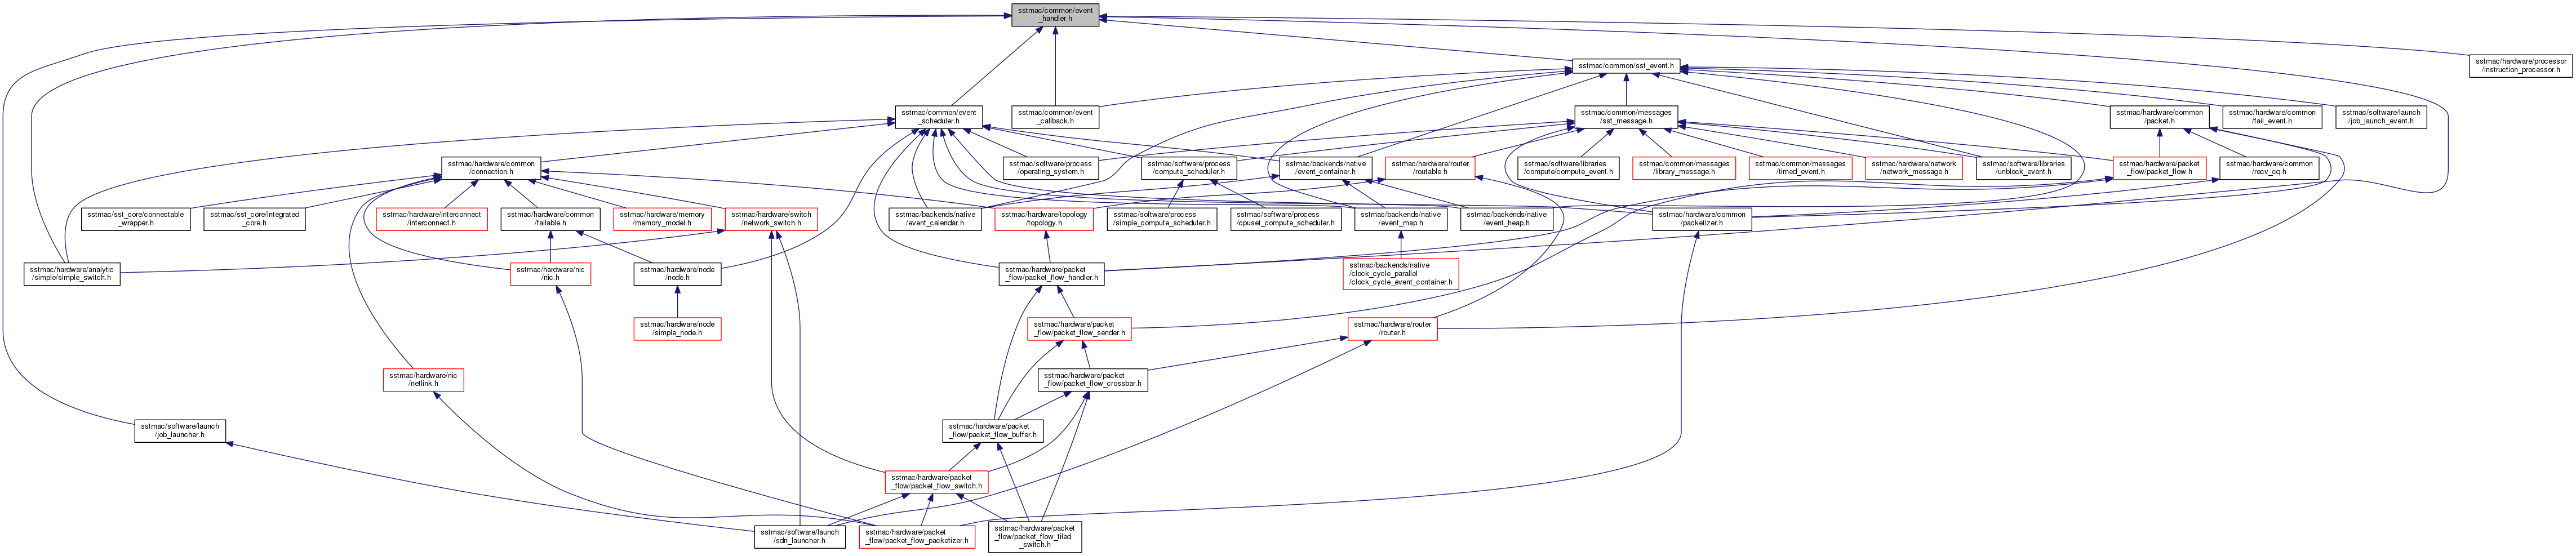 sstmac/common/event
_handler.h
sstmac/common/sst_event.h
sstmac/hardware/processor
/instruction_processor.h
sstmac/common/event
_scheduler.h
sstmac/common/event
_callback.h
sstmac/common/messages
/sst_message.h
sstmac/hardware/common
/packet.h
sstmac/hardware/common
/fail_event.h
sstmac/software/launch
/job_launch_event.h
sstmac/hardware/common
/connection.h
sstmac/software/process
/operating_system.h
sstmac/software/process
/compute_scheduler.h
sstmac/backends/native
/event_container.h
sstmac/hardware/router
/routable.h
sstmac/software/libraries
/compute/compute_event.h
sstmac/common/messages
/library_message.h
sstmac/common/messages
/timed_event.h
sstmac/hardware/network
/network_message.h
sstmac/software/libraries
/unblock_event.h
sstmac/hardware/packet
_flow/packet_flow.h
sstmac/hardware/common
/recv_cq.h
sstmac/sst_core/connectable
_wrapper.h
sstmac/sst_core/integrated
_core.h
sstmac/hardware/interconnect
/interconnect.h
sstmac/hardware/common
/failable.h
sstmac/hardware/memory
/memory_model.h
sstmac/hardware/switch
/network_switch.h
sstmac/backends/native
/event_calendar.h
sstmac/hardware/topology
/topology.h
sstmac/software/process
/simple_compute_scheduler.h
sstmac/software/process
/cpuset_compute_scheduler.h
sstmac/backends/native
/event_map.h
sstmac/backends/native
/event_heap.h
sstmac/hardware/common
/packetizer.h
sstmac/hardware/analytic
/simple/simple_switch.h
sstmac/hardware/nic
/nic.h
sstmac/hardware/node
/node.h
sstmac/hardware/packet
_flow/packet_flow_handler.h
sstmac/backends/native
/clock_cycle_parallel
/clock_cycle_event_container.h
sstmac/hardware/node
/simple_node.h
sstmac/hardware/packet
_flow/packet_flow_sender.h
sstmac/hardware/router
/router.h
sstmac/hardware/nic
/netlink.h
sstmac/hardware/packet
_flow/packet_flow_crossbar.h
sstmac/software/launch
/job_launcher.h
sstmac/hardware/packet
_flow/packet_flow_buffer.h
sstmac/hardware/packet
_flow/packet_flow_switch.h
sstmac/software/launch
/sdn_launcher.h
sstmac/hardware/packet
_flow/packet_flow_packetizer.h
sstmac/hardware/packet
_flow/packet_flow_tiled
_switch.h